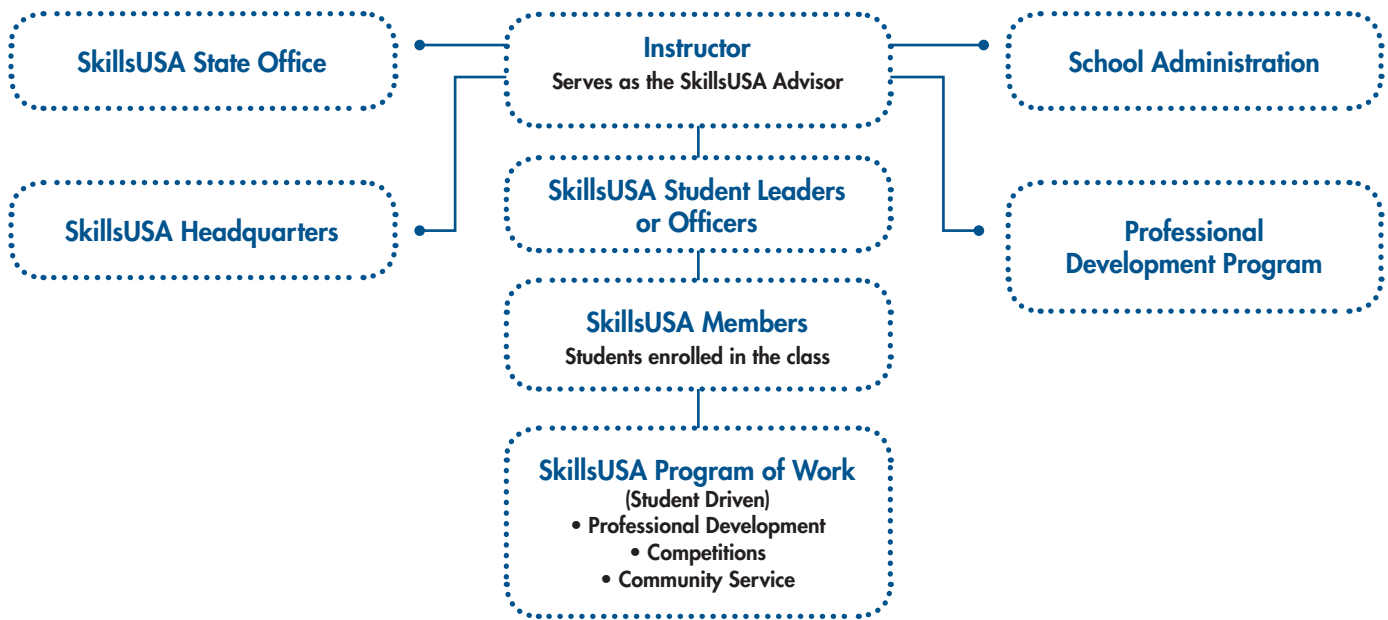 SkillsUSA State Office
Instructor
Serves as the SkillsUSA Advisor
School Administration
SkillsUSA Headquarters
SkillsUSA Student Leaders
or Officers
Professional
Development Program
SkillsUSA Members
Students enrolled in the class
SkillsUSA Program of Work
(Student Driven)
• Professional Development
• Competitions
• Community Service